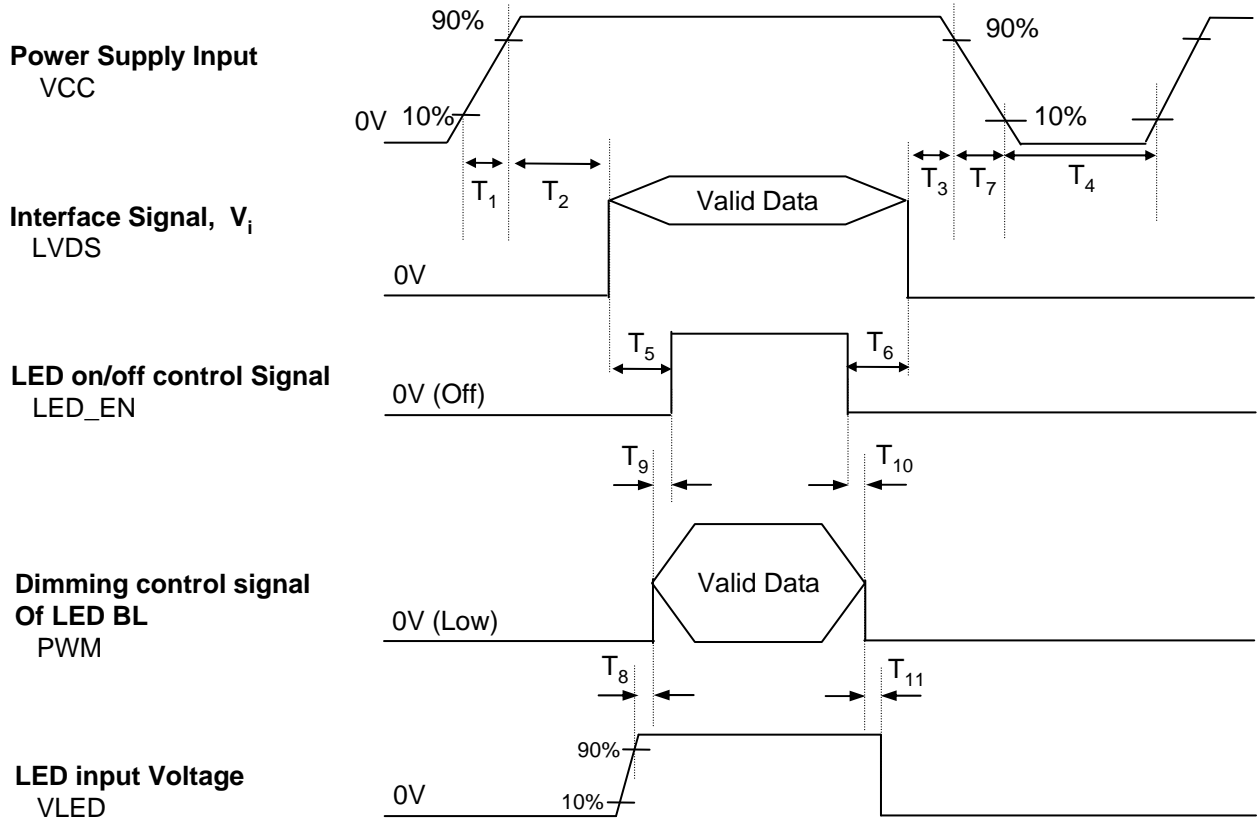 90%
90%
Power Supply Input
VCC
10%
10%
0V
T1
T2
T3
T7
T4
Valid Data
Interface Signal, Vi
LVDS
0V
T5
T6
LED on/off control Signal
LED_EN
0V (Off)
T9
T10
Valid Data
Dimming control signal
Of LED BL
PWM
0V (Low)
T8
T11
90%
LED input Voltage
VLED
0V
10%